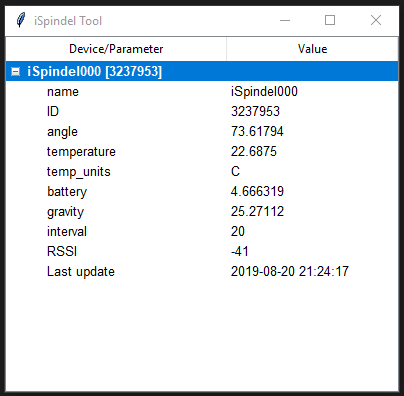 iSpindel Tool
Device/Parameter Value
iSpindel000 [3237953]
name iSpindel000
ID 3237953
angle 73.61794
temperature 22.6875
temp_units C
battery 4.666319
gravity 25.27112
interval 20
RSSI -41
Last update 2019-08-20 21:24:17